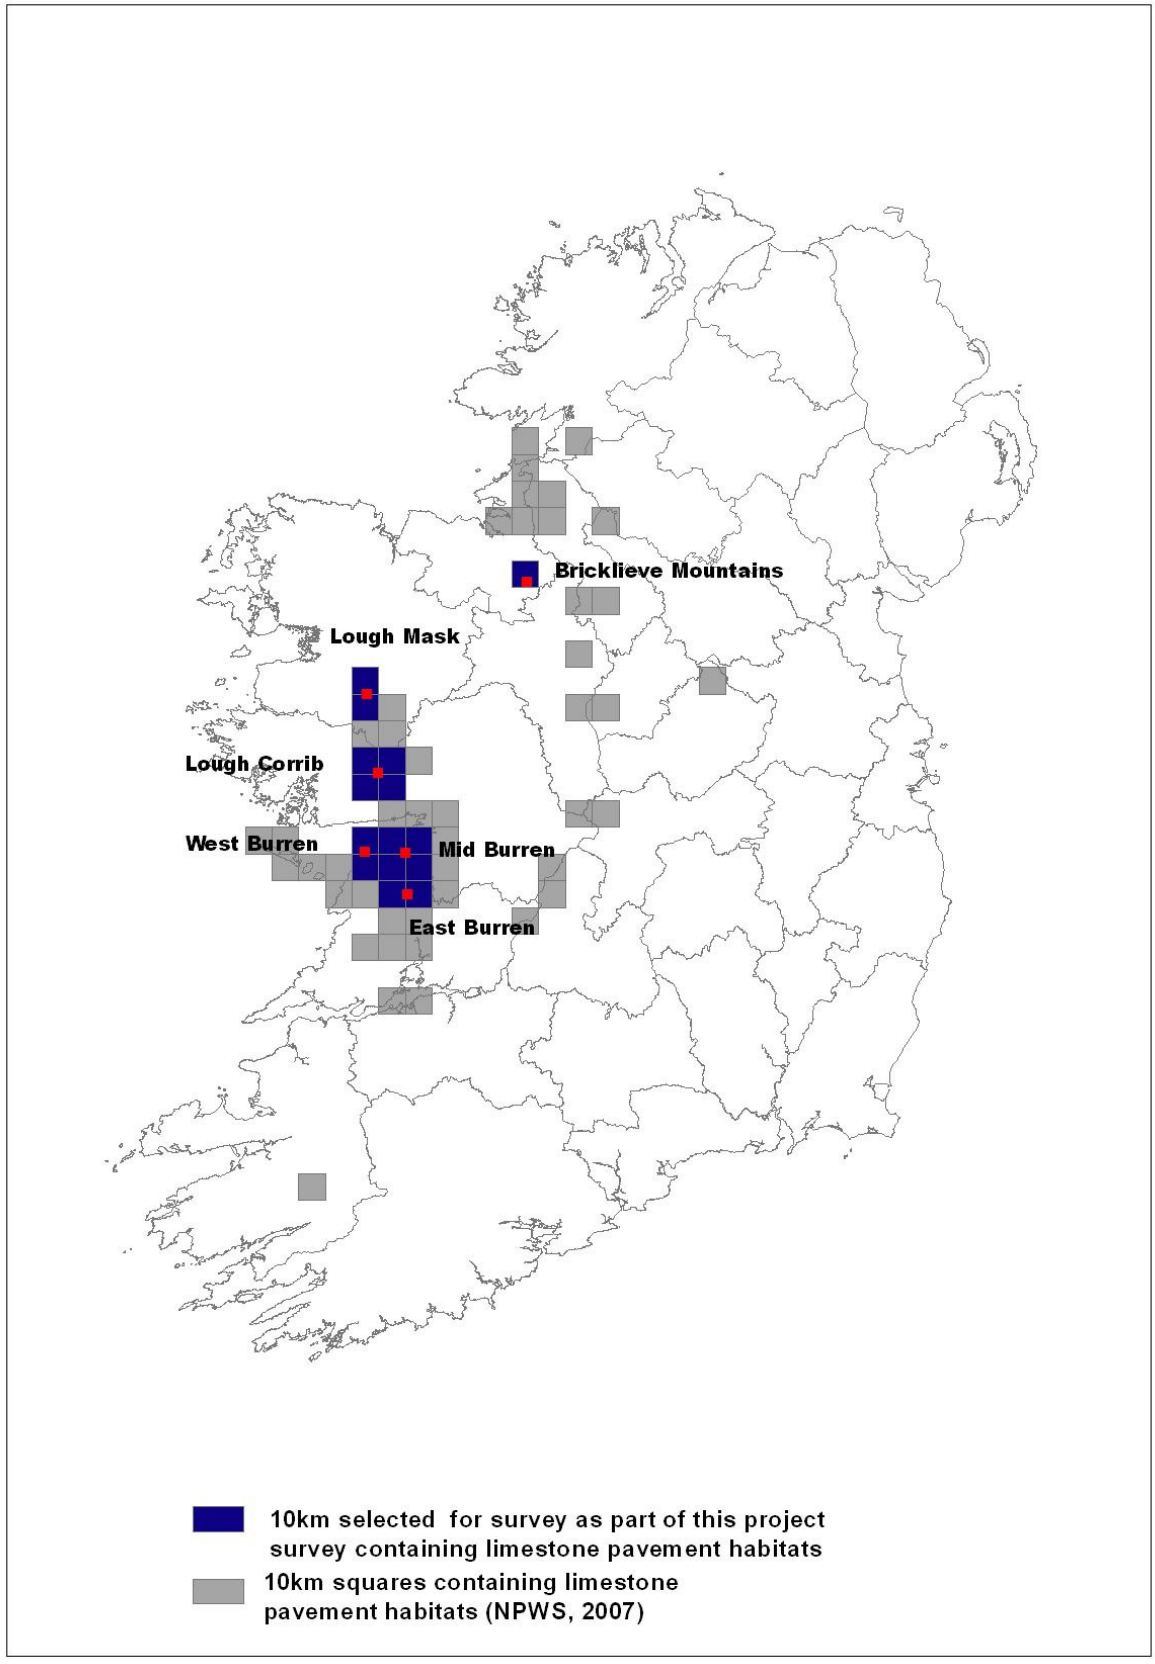 Bricklieve Mountains
Lough Mask
Lough Corrib
West Burren
Mid Burren
East Burren
10km selected for survey as part of this project
survey containing limestone pavement habitats
10km squares containing limestone
pavement habitats (NPWS, 2007)